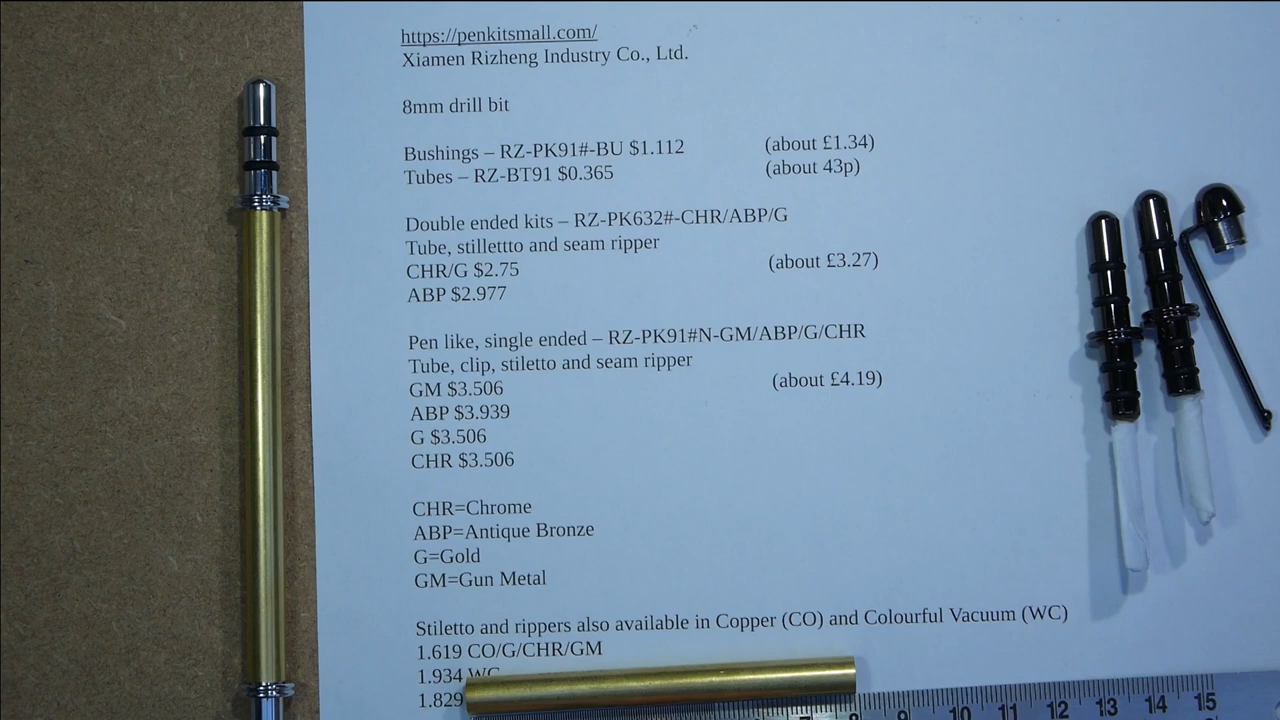 https://penkitsmall.com/
Xiamen Rizheng Industry Co., Ltd.
8mm drill bit
Bushings – RZ-PK91#-BU $1.112 (about £1.34)
Tubes – RZ-BT91 $0.365 (about 43p)
Double ended kits – RZ-PK632#-CHR/ABP/G
Tube, stillettto and seam ripper
CHR/G $2.75 (about £3.27)
ABP $2.977
Pen like, single ended – RZ-PK91#N-GM/ABP/G/CHR
Tube, clip, stiletto and seam ripper
GM $3.506 (about £4.19)
ABP $3.939
G $3.506
CHR $3.506
CHR=Chrome
ABP=Antique Bronze
G=Gold
GM=Gun Metal
Stiletto and rippers also available in Copper (CO) and Colourful Vacuum (WC)
1.619 CO/G/CHR/GM
1.934 WC
1.829
7 8 9 10 11 12 13 14 15